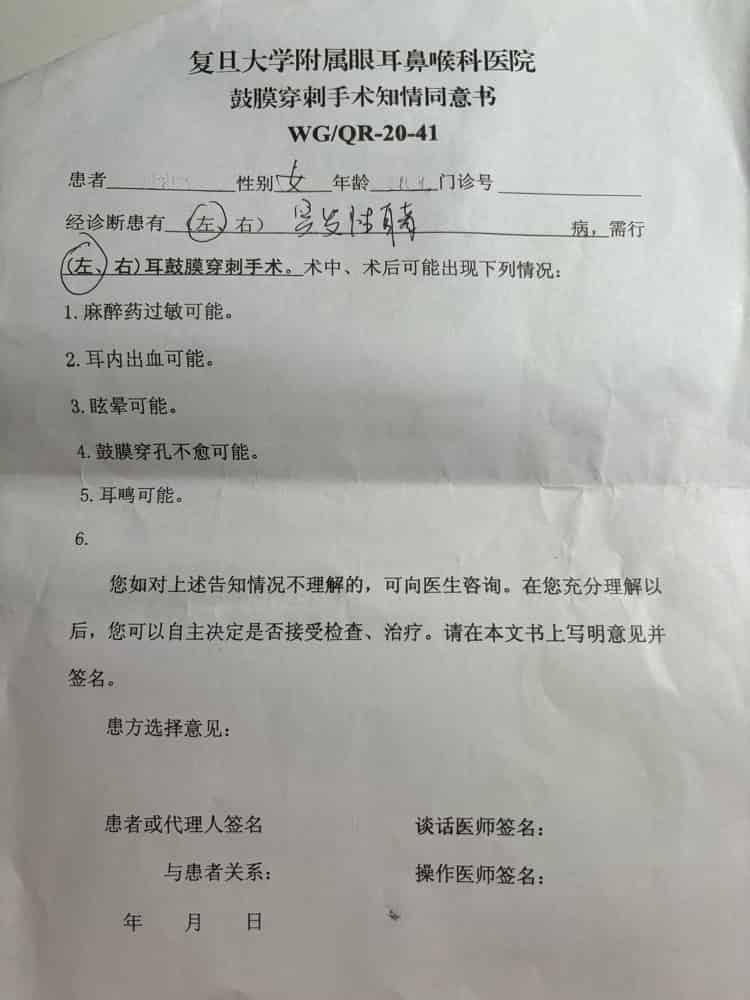 复旦大学附属眼耳鼻喉科医院
鼓膜穿刺手术知情同意书
WG/QR-20-41
患者 性别女 年龄 门诊号
经诊断患有(左、右)突发性耳聋病，需行
(左、右)耳鼓膜穿刺手术。术中、术后可能出现下列情况：
1.麻醉药过敏可能。
2.耳内出血可能。
3.眩晕可能。
4.鼓膜穿孔不愈可能。
5.耳鸣可能。
6.
您如对上述告知情况不理解的，可向医生咨询。在您充分理解以
后，您可以自主决定是否接受检查、治疗。请在本文书上写明意见并
签名。
患方选择意见：
患者或代理人签名 谈话医师签名：
与患者关系： 操作医师签名：
年 月 日